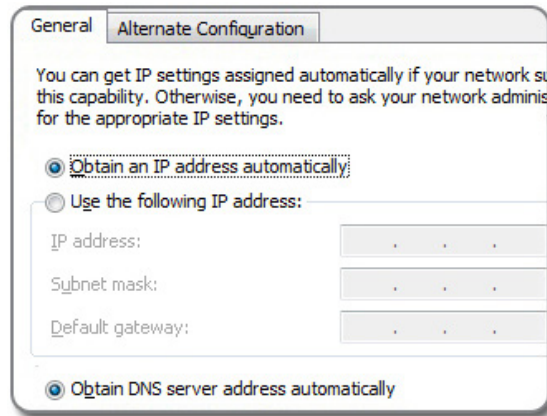 General
Alternate Configuration
You can get IP settings assigned automatically if your network su
this capability. Otherwise, you need to ask your network adminis
for the appropriate IP settings.
Obtain an IP address automatically
Use the following IP address:
IP address:
. . .
Subnet mask:
. . .
Default gateway:
. . .
Obtain DNS server address automatically